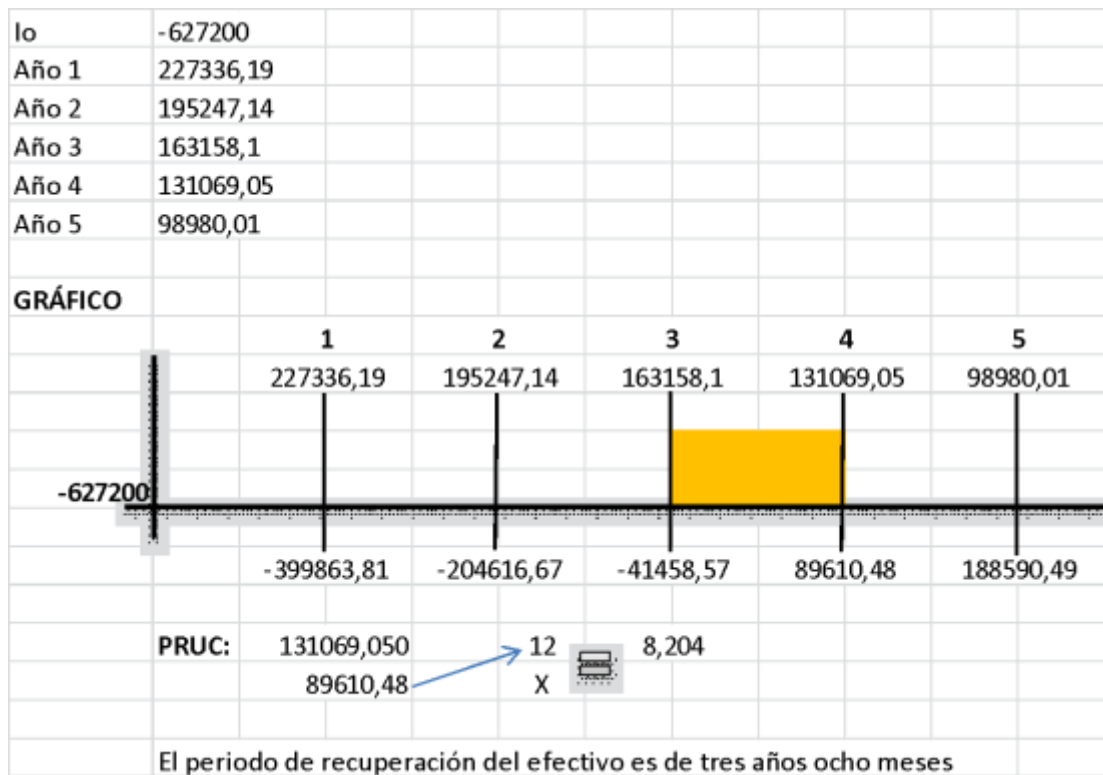 Io -627200
Año 1 227336,19
Año 2 195247,14
Año 3 163158,1
Año 4 131069,05
Año 5 98980,01
GRÁFICO
1 2 3 4 5
227336,19 195247,14 163158,1 131069,05 98980,01
-627200
-399863,81 -204616,67 -41458,57 89610,48 188590,49
PRUC: 131069,050 12 8,204
89610,48 X
El periodo de recuperación del efectivo es de tres años ocho meses